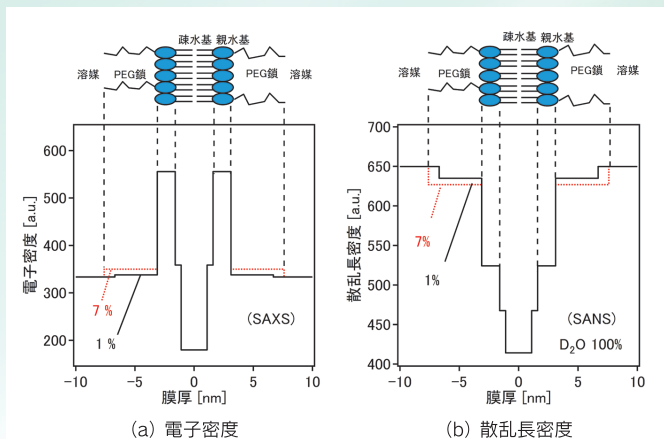 疎水基 親水基
溶媒 PEG鎖 PEG鎖 溶媒
電子密度 [a.u.]
600
500
400
300
200
7 %
1 %
(SAXS)
−10 −5 0 5 10
膜厚 [nm]
(a) 電子密度
疎水基 親水基
溶媒 PEG鎖 PEG鎖 溶媒
散乱長密度 [a.u.]
700
650
600
550
500
450
400
7%
1%
(SANS)
D₂O 100%
−10 −5 0 5 10
膜厚 [nm]
(b) 散乱長密度